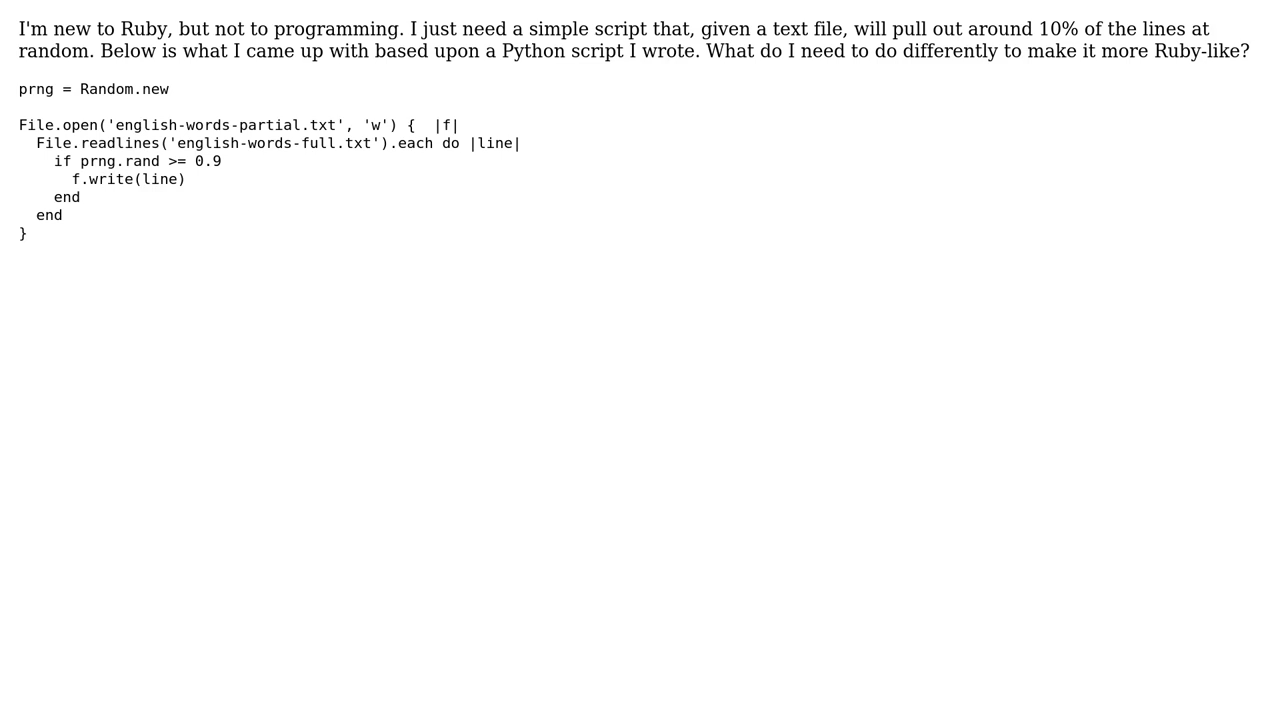 I'm new to Ruby, but not to programming. I just need a simple script that, given a text file, will pull out around 10% of the lines at
random. Below is what I came up with based upon a Python script I wrote. What do I need to do differently to make it more Ruby-like?
prng = Random.new
File.open('english-words-partial.txt', 'w') {  |f|
  File.readlines('english-words-full.txt').each do |line|
    if prng.rand >= 0.9
      f.write(line)
    end
  end
}